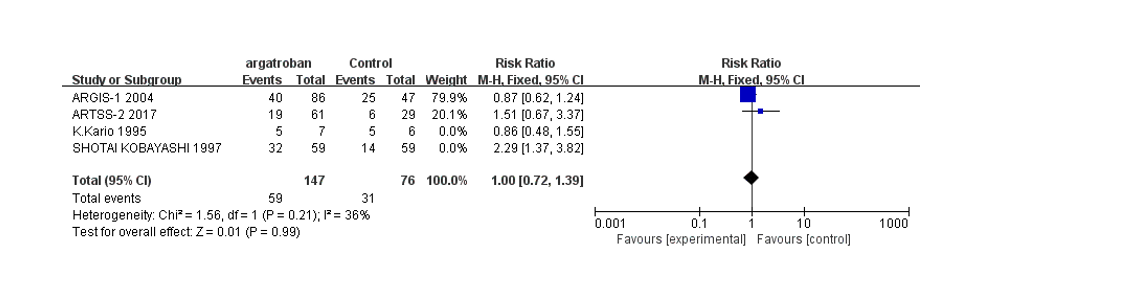 argatroban Control Risk Ratio Risk Ratio
Study or Subgroup Events Total Events Total Weight M-H, Fixed, 95% CI M-H, Fixed, 95% CI
ARGIS-1 2004 40 86 25 47 79.9% 0.87 [0.62, 1.24]
ARTSS-2 2017 19 61 6 29 20.1% 1.51 [0.67, 3.37]
K.Kario 1995 5 7 5 6 0.0% 0.86 [0.48, 1.55]
SHOTAI KOBAYASHI 1997 32 59 14 59 0.0% 2.29 [1.37, 3.82]
Total (95% CI) 147 76 100.0% 1.00 [0.72, 1.39]
Total events 59 31
Heterogeneity: Chi² = 1.56, df = 1 (P = 0.21); I² = 36%
Test for overall effect: Z = 0.01 (P = 0.99)
0.001 0.1 1 10 1000
Favours [experimental] Favours [control]